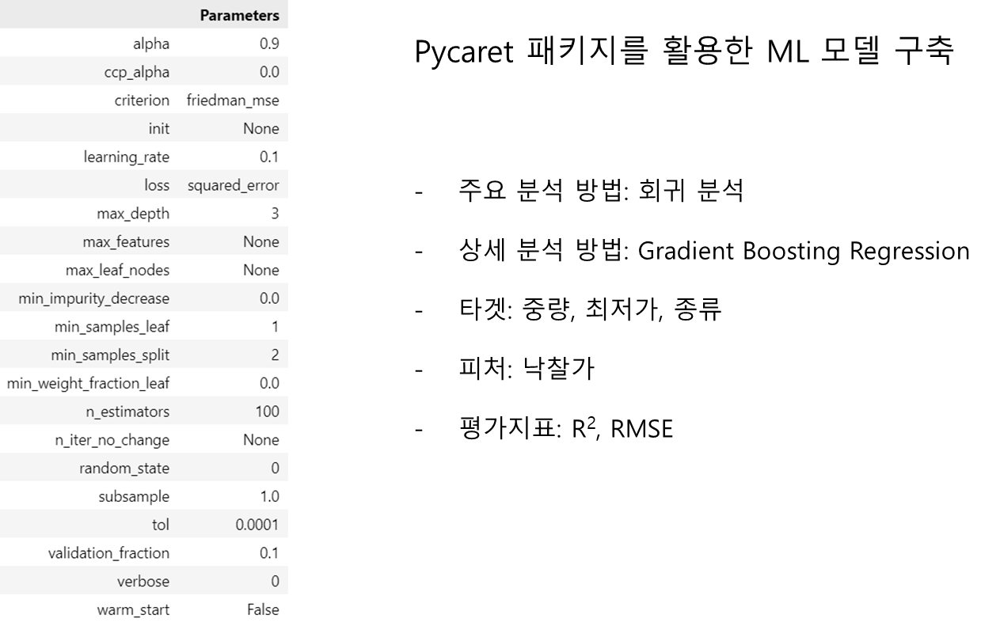 Parameters
alpha 0.9
ccp_alpha 0.0
criterion friedman_mse
init None
learning_rate 0.1
loss squared_error
max_depth 3
max_features None
max_leaf_nodes None
min_impurity_decrease 0.0
min_samples_leaf 1
min_samples_split 2
min_weight_fraction_leaf 0.0
n_estimators 100
n_iter_no_change None
random_state 0
subsample 1.0
tol 0.0001
validation_fraction 0.1
verbose 0
warm_start False
Pycaret 패키지를 활용한 ML 모델 구축
- 주요 분석 방법: 회귀 분석
- 상세 분석 방법: Gradient Boosting Regression
- 타겟: 중량, 최저가, 종류
- 피처: 낙찰가
- 평가지표: R², RMSE